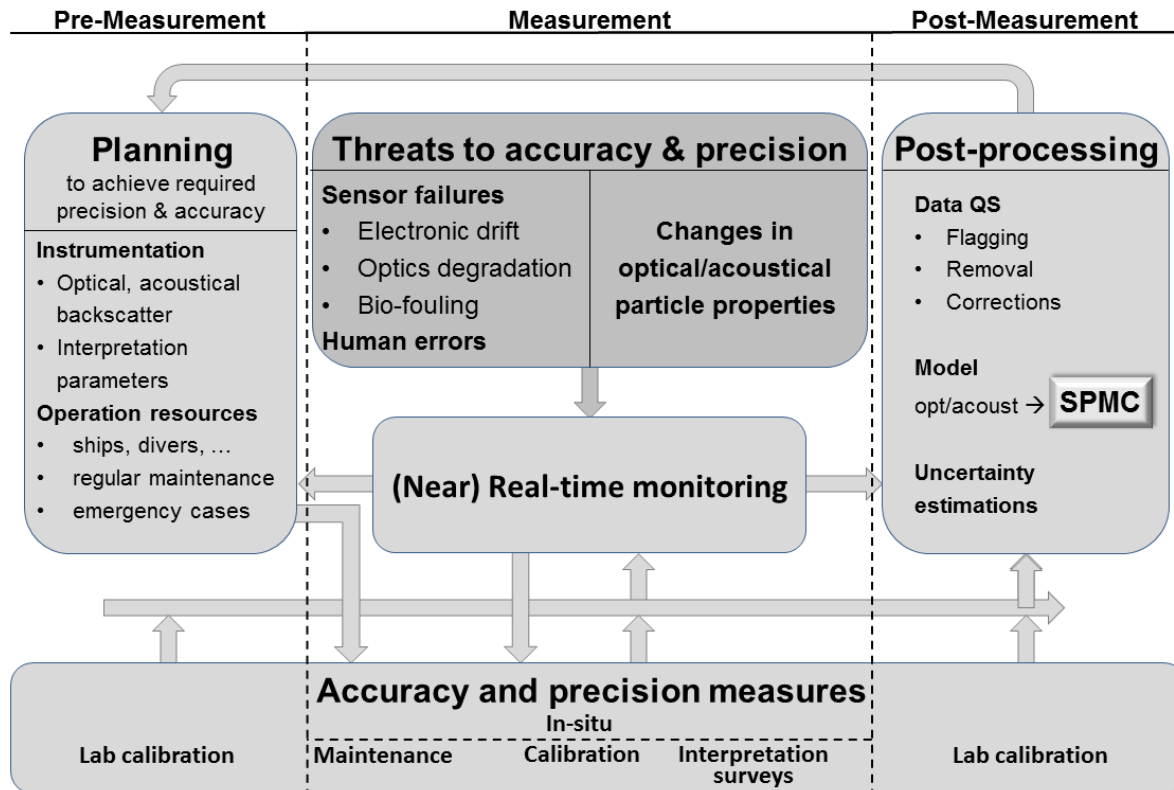 Pre-Measurement
Measurement
Post-Measurement
Planning
to achieve required
precision & accuracy
Instrumentation
• Optical, acoustical
backscatter
• Interpretation
parameters
Operation resources
• ships, divers, ...
• regular maintenance
• emergency cases
Threats to accuracy & precision
Sensor failures
• Electronic drift
• Optics degradation
• Bio-fouling
Human errors
Changes in
optical/acoustical
particle properties
(Near) Real-time monitoring
Post-processing
Data QS
• Flagging
• Removal
• Corrections
Model
opt/acoust → SPMC
Uncertainty
estimations
Accuracy and precision measures
In-situ
Lab calibration
Maintenance
Calibration
Interpretation
surveys
Lab calibration